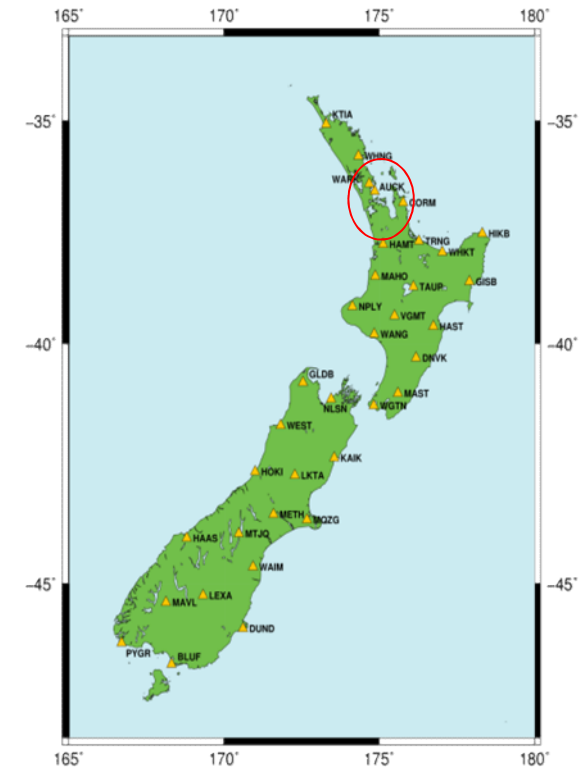 165° 170° 175° 180°
−35° −35°
KTIA
WHNG
WARK
AUCK
CORM
HIKB
HAMT
TRNG
WHKT
MAHO
TAUP
GISB
NPLY
VGMT
HAST
WANG
−40° −40°
DNVK
GLDB
MAST
NLSN
WGTN
WEST
KAIK
HOKI
LKTA
METH
MQZG
HAAS
MTJO
WAIM
−45° −45°
MAVL
LEXA
DUND
PYGR
BLUF
165° 170° 175° 180°